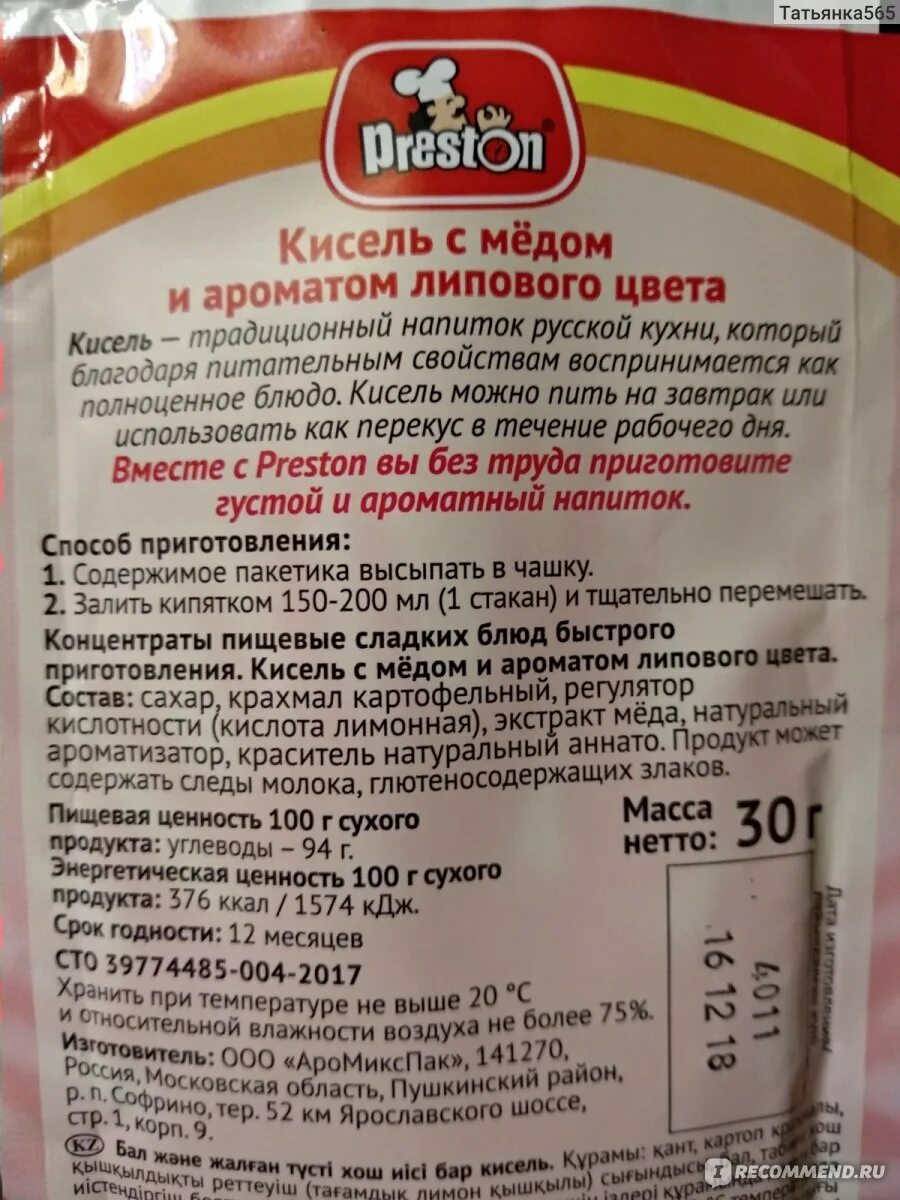 Татьянка565
Preston
Кисель с мёдом
и ароматом липового цвета
Кисель – традиционный напиток русской кухни, который
благодаря питательным свойствам воспринимается как
полноценное блюдо. Кисель можно пить на завтрак или
использовать как перекус в течение рабочего дня.
Вместе с Preston вы без труда приготовите
густой и ароматный напиток.
Способ приготовления:
1. Содержимое пакетика высыпать в чашку.
2. Залить кипятком 150-200 мл (1 стакан) и тщательно перемешать.
Концентраты пищевые сладких блюд быстрого
приготовления. Кисель с мёдом и ароматом липового цвета.
Состав: сахар, крахмал картофельный, регулятор
кислотности (кислота лимонная), экстракт мёда, натуральный
ароматизатор, краситель натуральный аннато. Продукт может
содержать следы молока, глютеносодержащих злаков.
Пищевая ценность 100 г сухого
продукта: углеводы – 94 г.
Энергетическая ценность 100 г сухого
продукта: 376 ккал / 1574 кДж.
Срок годности: 12 месяцев
СТО 39774485-004-2017
Хранить при температуре не выше 20 °С
и относительной влажности воздуха не более 75%.
Изготовитель: ООО «АроМиксПак», 141270,
Россия, Московская область, Пушкинский район,
р. п. Софрино, тер. 52 км Ярославского шоссе,
стр. 1, корп. 9.
Масса
нетто: 30 г
Дата изготовления/
4,011
16 12 18
KZ Бал және жалған түсті хош иісі бар кисель. Құрамы: қант, картоп
қышқылдықты реттеуіш (тағамдық лимон қышқылы)
иістендіргіш
IRECOMMEND.RU